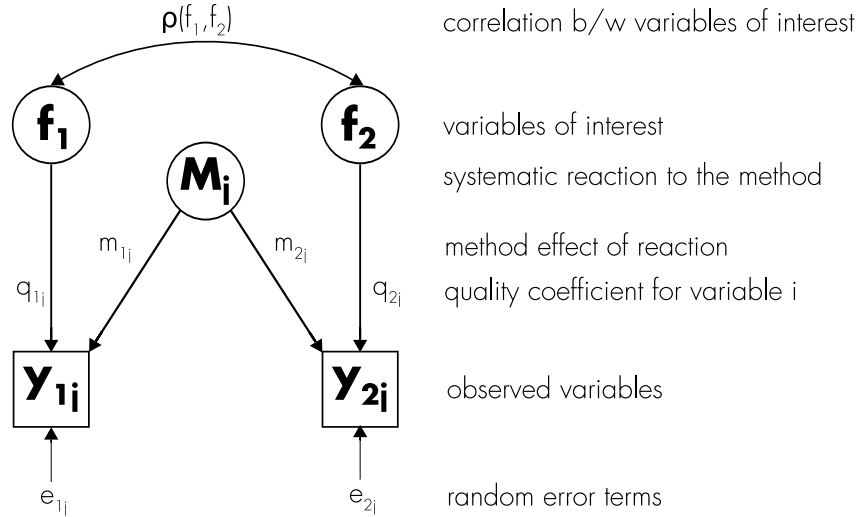 ρ(f₁,f₂) correlation b/w variables of interest
f₁ f₂ variables of interest
Mⱼ systematic reaction to the method
m₁ⱼ m₂ⱼ method effect of reaction
q₁ⱼ q₂ⱼ quality coefficient for variable i
y₁ⱼ y₂ⱼ observed variables
e₁ⱼ e₂ⱼ random error terms